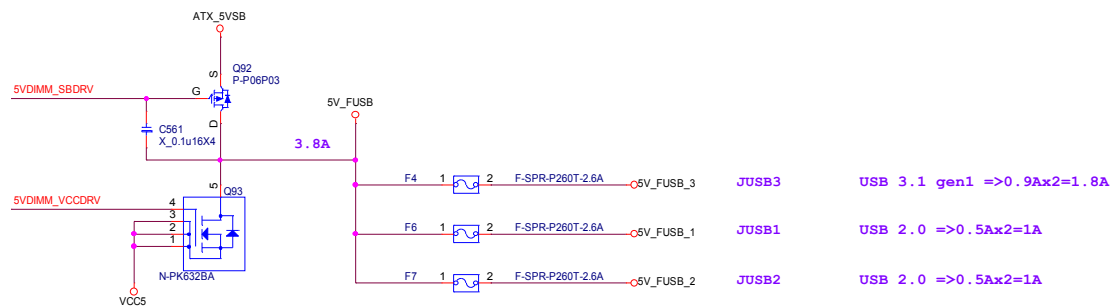 ATX_5VSB
S
Q92
P-P06P03
5VDIMM_SBDRV
G
5V_FUSB
C561
X_0.1u16X4
D
3.8A
F4 1 2 F-SPR-P260T-2.6A 5V_FUSB_3 JUSB3 USB 3.1 gen1 =>0.9Ax2=1.8A
5 Q93
5VDIMM_VCCDRV 4
3
2
1
F6 1 2 F-SPR-P260T-2.6A 5V_FUSB_1 JUSB1 USB 2.0 =>0.5Ax2=1A
N-PK632BA
F7 1 2 F-SPR-P260T-2.6A 5V_FUSB_2 JUSB2 USB 2.0 =>0.5Ax2=1A
VCC5